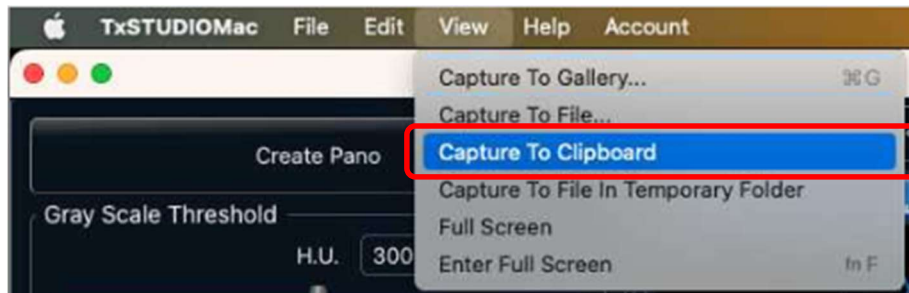 TxSTUDIOMac File Edit View Help Account
Capture To Gallery... ⌘G
Capture To File...
Create Pano
Capture To Clipboard
Capture To File In Temporary Folder
Gray Scale Threshold
Full Screen
H.U. 300
Enter Full Screen fn F